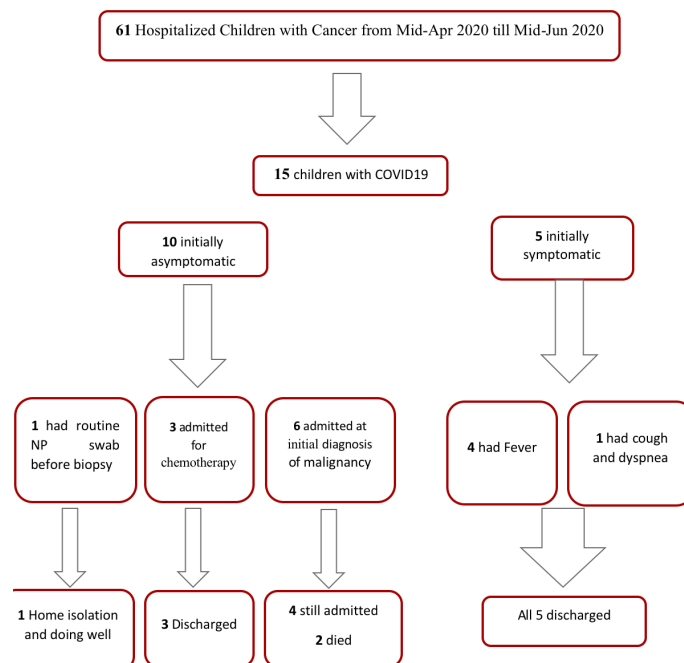 61 Hospitalized Children with Cancer from Mid-Apr 2020 till Mid-Jun 2020
15 children with COVID19
10 initially
asymptomatic
5 initially
symptomatic
1 had routine
NP swab
before biopsy
3 admitted
for
chemotherapy
6 admitted at
initial diagnosis
of malignancy
4 had Fever
1 had cough
and dyspnea
1 Home isolation
and doing well
3 Discharged
4 still admitted
2 died
All 5 discharged